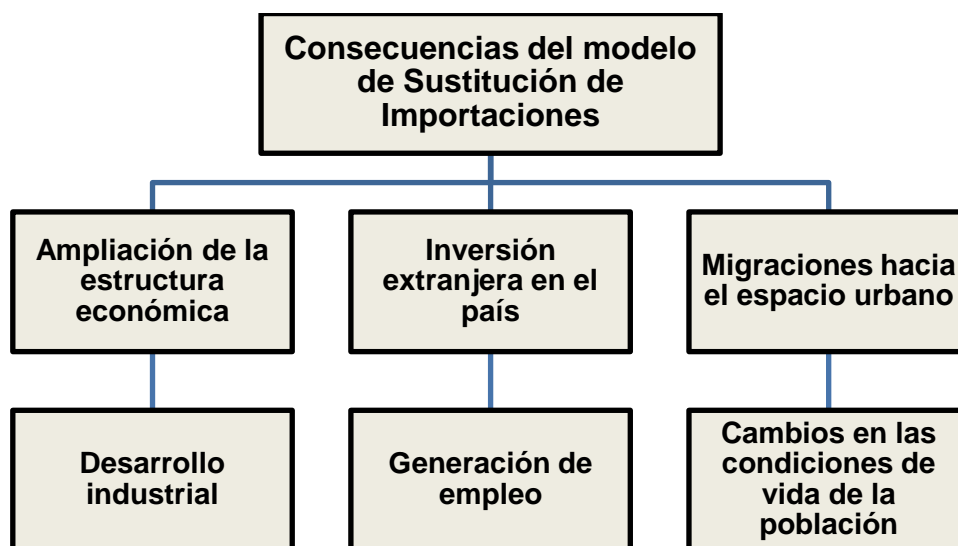 Consecuencias del modelo
de Sustitución de
Importaciones
Ampliación de la
estructura
económica
Inversión
extranjera en el
país
Migraciones hacia
el espacio urbano
Desarrollo
industrial
Generación de
empleo
Cambios en las
condiciones de
vida de la
población